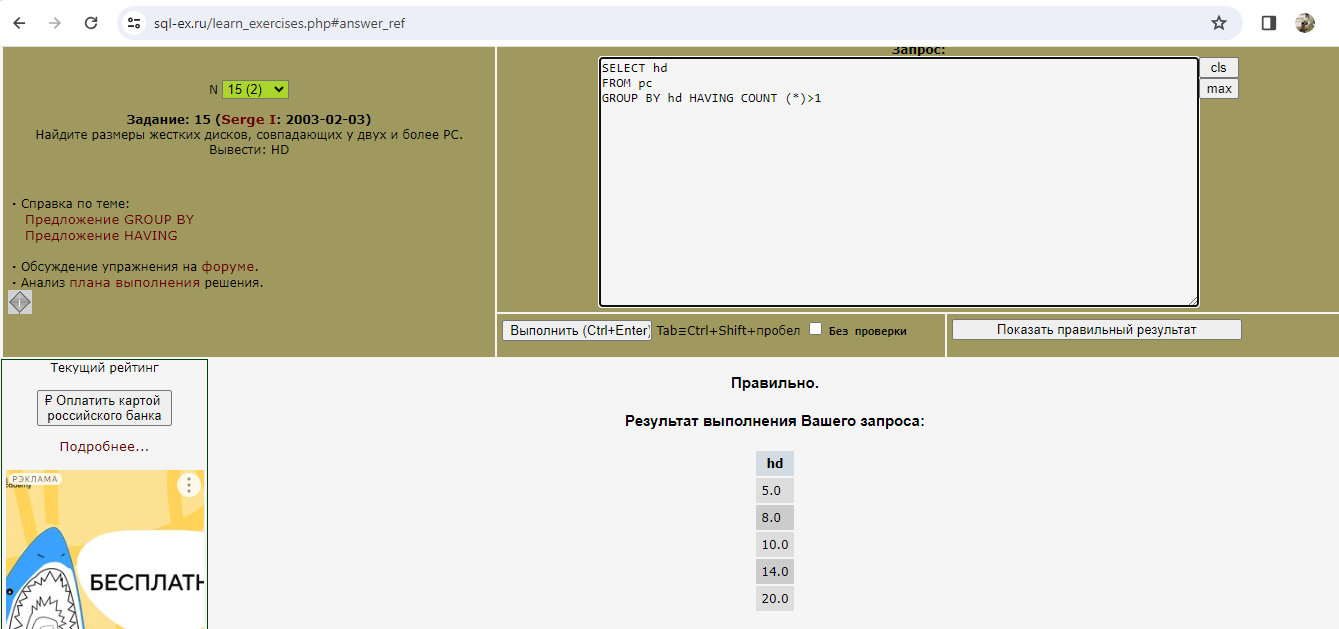 sql-ex.ru/learn_exercises.php#answer_ref
N 15 (2)
Задание: 15 (Serge I: 2003-02-03)
Найдите размеры жестких дисков, совпадающих у двух и более PC.
Вывести: HD
· Справка по теме:
Предложение GROUP BY
Предложение HAVING
· Обсуждение упражнения на форуме.
· Анализ плана выполнения решения.
Запрос:
SELECT hd
FROM pc
GROUP BY hd HAVING COUNT (*)>1
cls
max
Выполнить (Ctrl+Enter) Tab≡Ctrl+Shift+пробел Без проверки
Показать правильный результат
Текущий рейтинг
₽ Оплатить картой
российского банка
Подробнее...
РЭКЛАМА
БЕСПЛАТН
Правильно.
Результат выполнения Вашего запроса:
hd
5.0
8.0
10.0
14.0
20.0